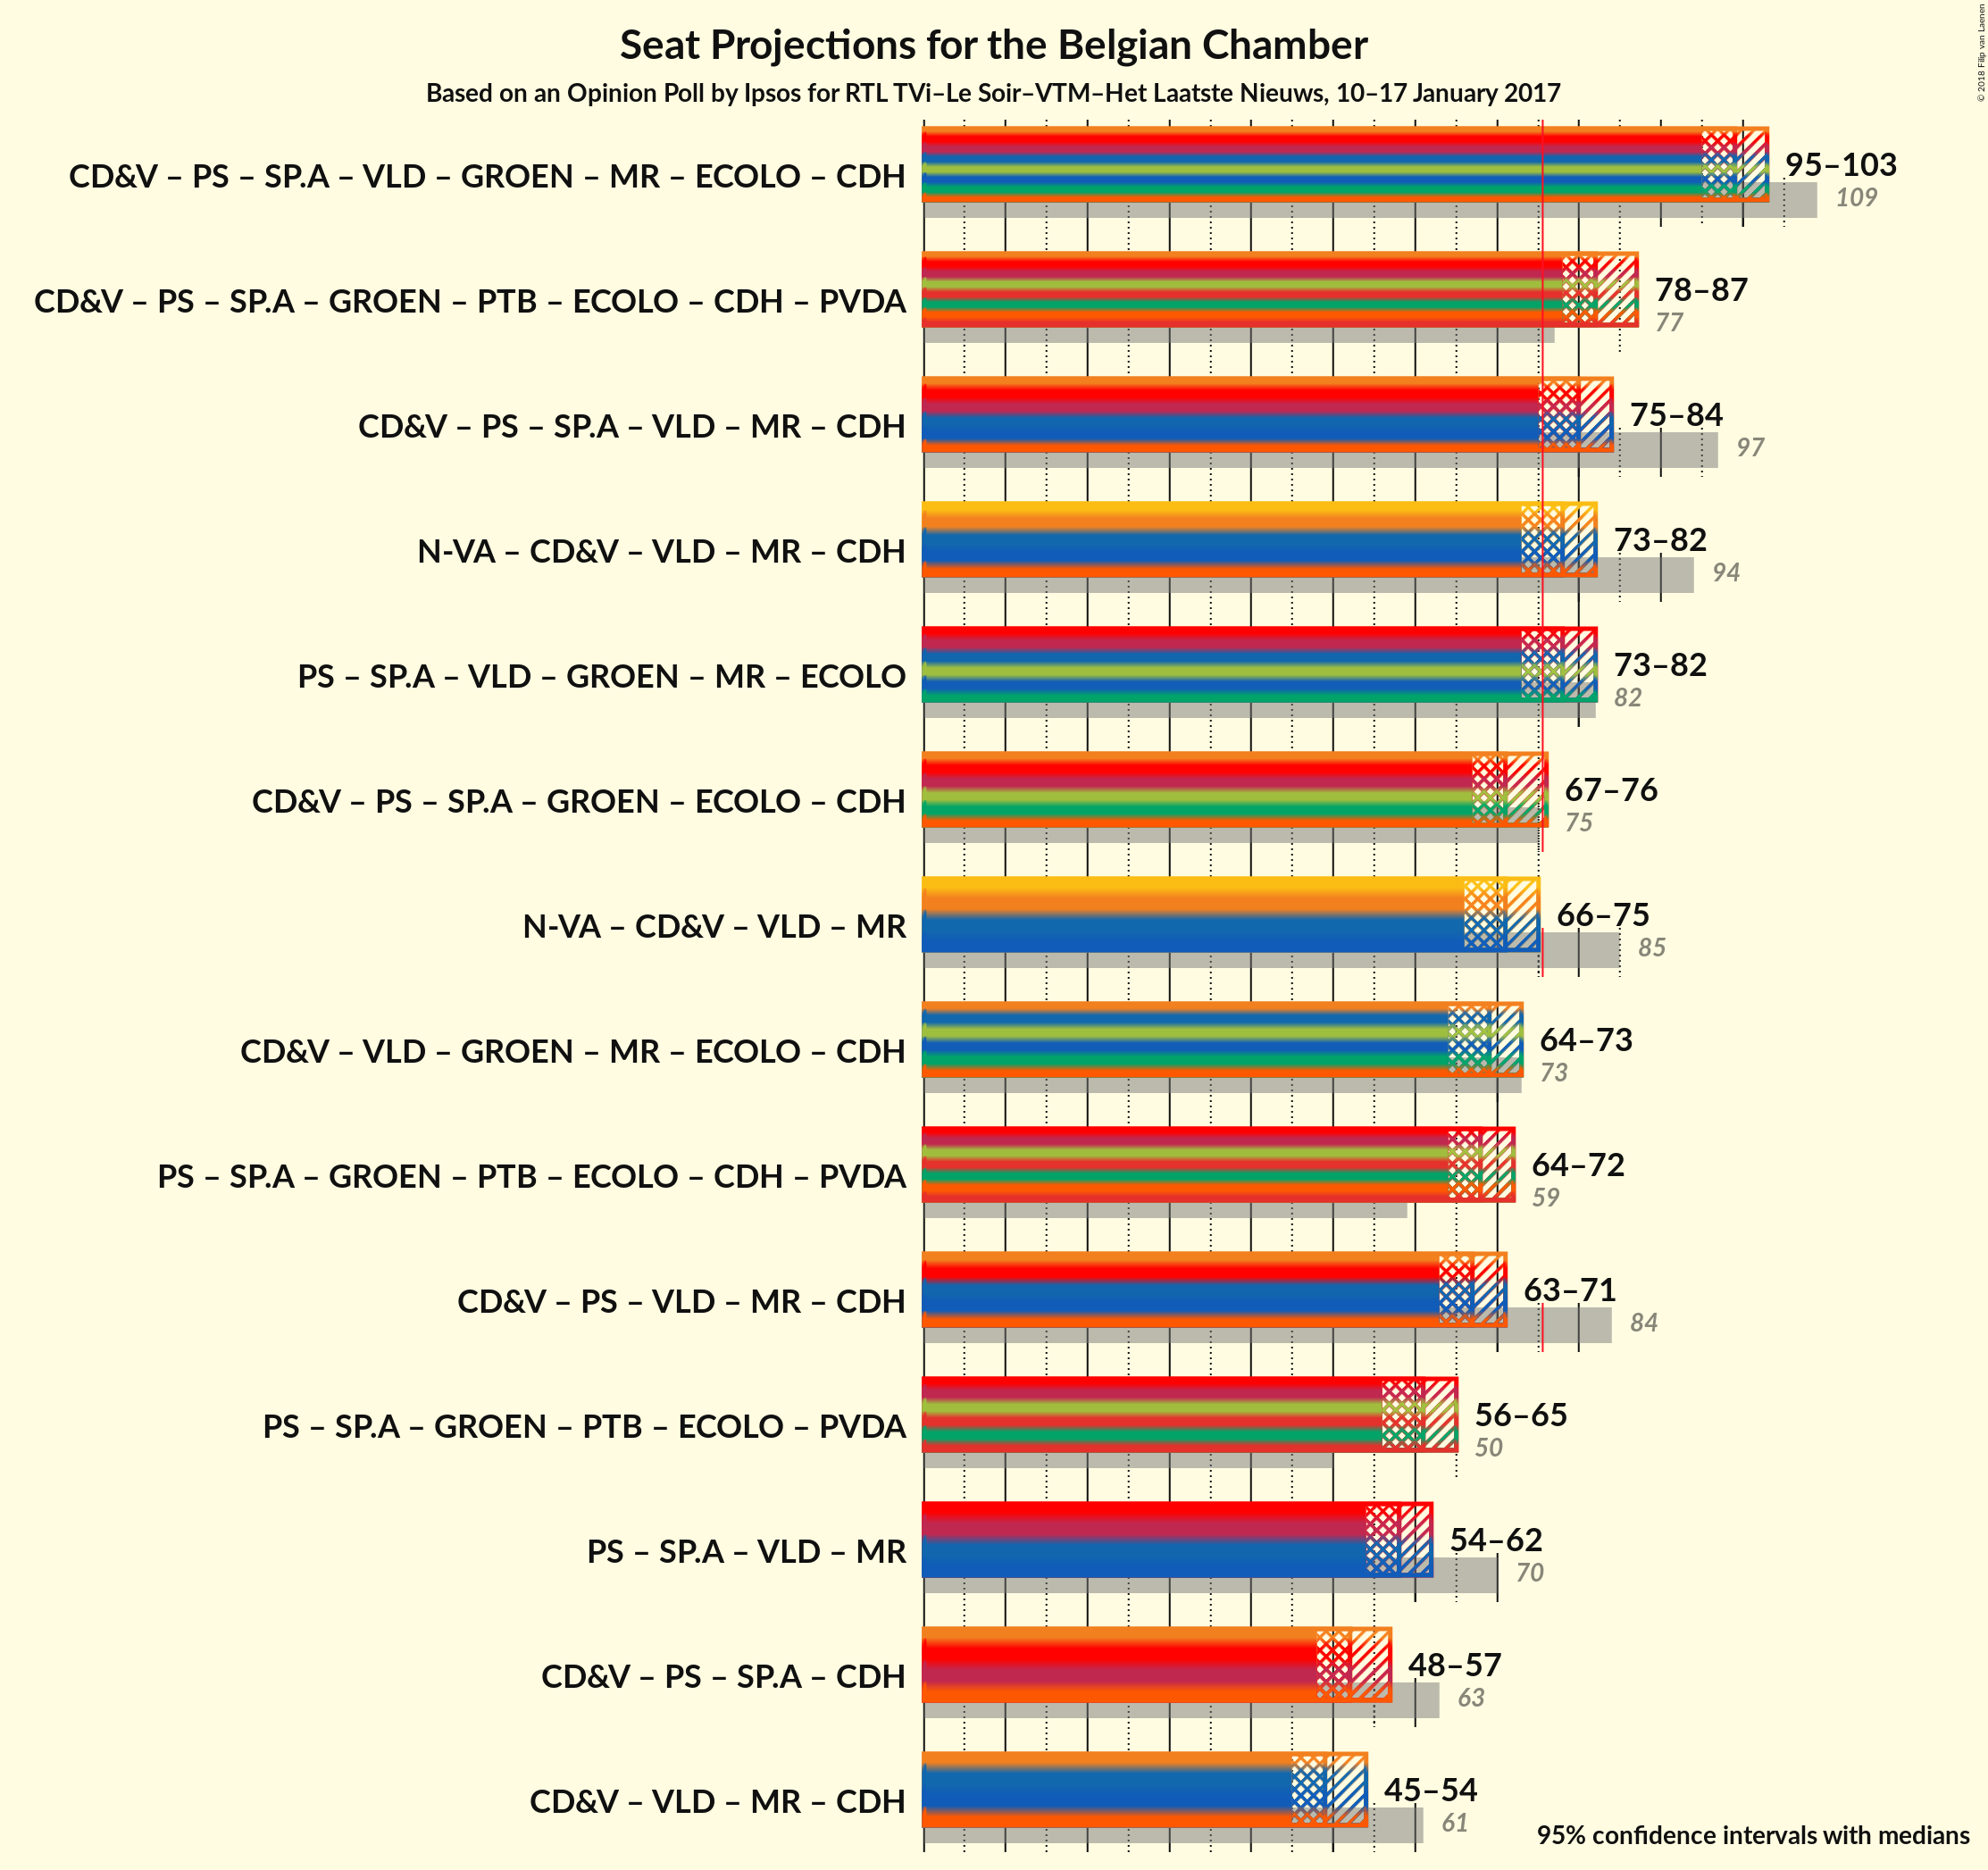 Seat Projections for the Belgian Chamber
Based on an Opinion Poll by Ipsos for RTL TVi–Le Soir–VTM–Het Laatste Nieuws, 10–17 January 2017
© 2018 Filip van Laenen
CD&V – PS – SP.A – VLD – GROEN – MR – ECOLO – CDH
95–103
109
CD&V – PS – SP.A – GROEN – PTB – ECOLO – CDH – PVDA
78–87
77
CD&V – PS – SP.A – VLD – MR – CDH
75–84
97
N-VA – CD&V – VLD – MR – CDH
73–82
94
PS – SP.A – VLD – GROEN – MR – ECOLO
73–82
82
CD&V – PS – SP.A – GROEN – ECOLO – CDH
67–76
75
N-VA – CD&V – VLD – MR
66–75
85
CD&V – VLD – GROEN – MR – ECOLO – CDH
64–73
73
PS – SP.A – GROEN – PTB – ECOLO – CDH – PVDA
64–72
59
CD&V – PS – VLD – MR – CDH
63–71
84
PS – SP.A – GROEN – PTB – ECOLO – PVDA
56–65
50
PS – SP.A – VLD – MR
54–62
70
CD&V – PS – SP.A – CDH
48–57
63
CD&V – VLD – MR – CDH
45–54
61
95% confidence intervals with medians